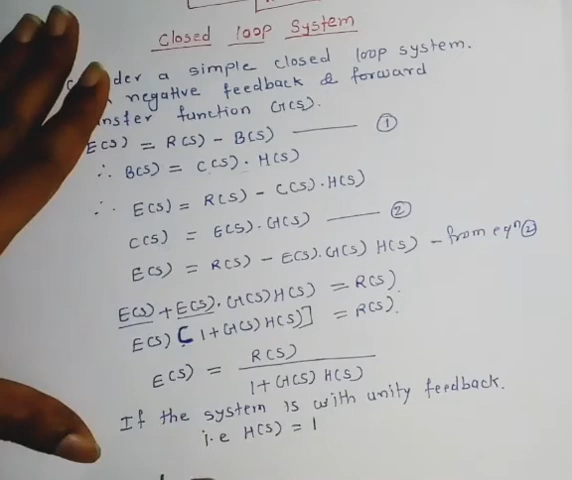 Closed loop System
der a simple closed loop system.
negative feedback & forward
nsfer function G(s).
E(s) = R(s) - B(s) ——— ①
∴ B(s) = C(s) . H(s)
∴ E(s) = R(s) - C(s) . H(s)
C(s) = E(s) . G(s) ——— ②
E(s) = R(s) - E(s) . G(s) H(s) - from eqn ②
E(s) + E(s) . G(s) H(s) = R(s)
E(s) [1 + G(s) H(s)] = R(s).
E(s) = R(s) / 1 + G(s) H(s)
If the system is with unity feedback.
i.e H(s) = 1